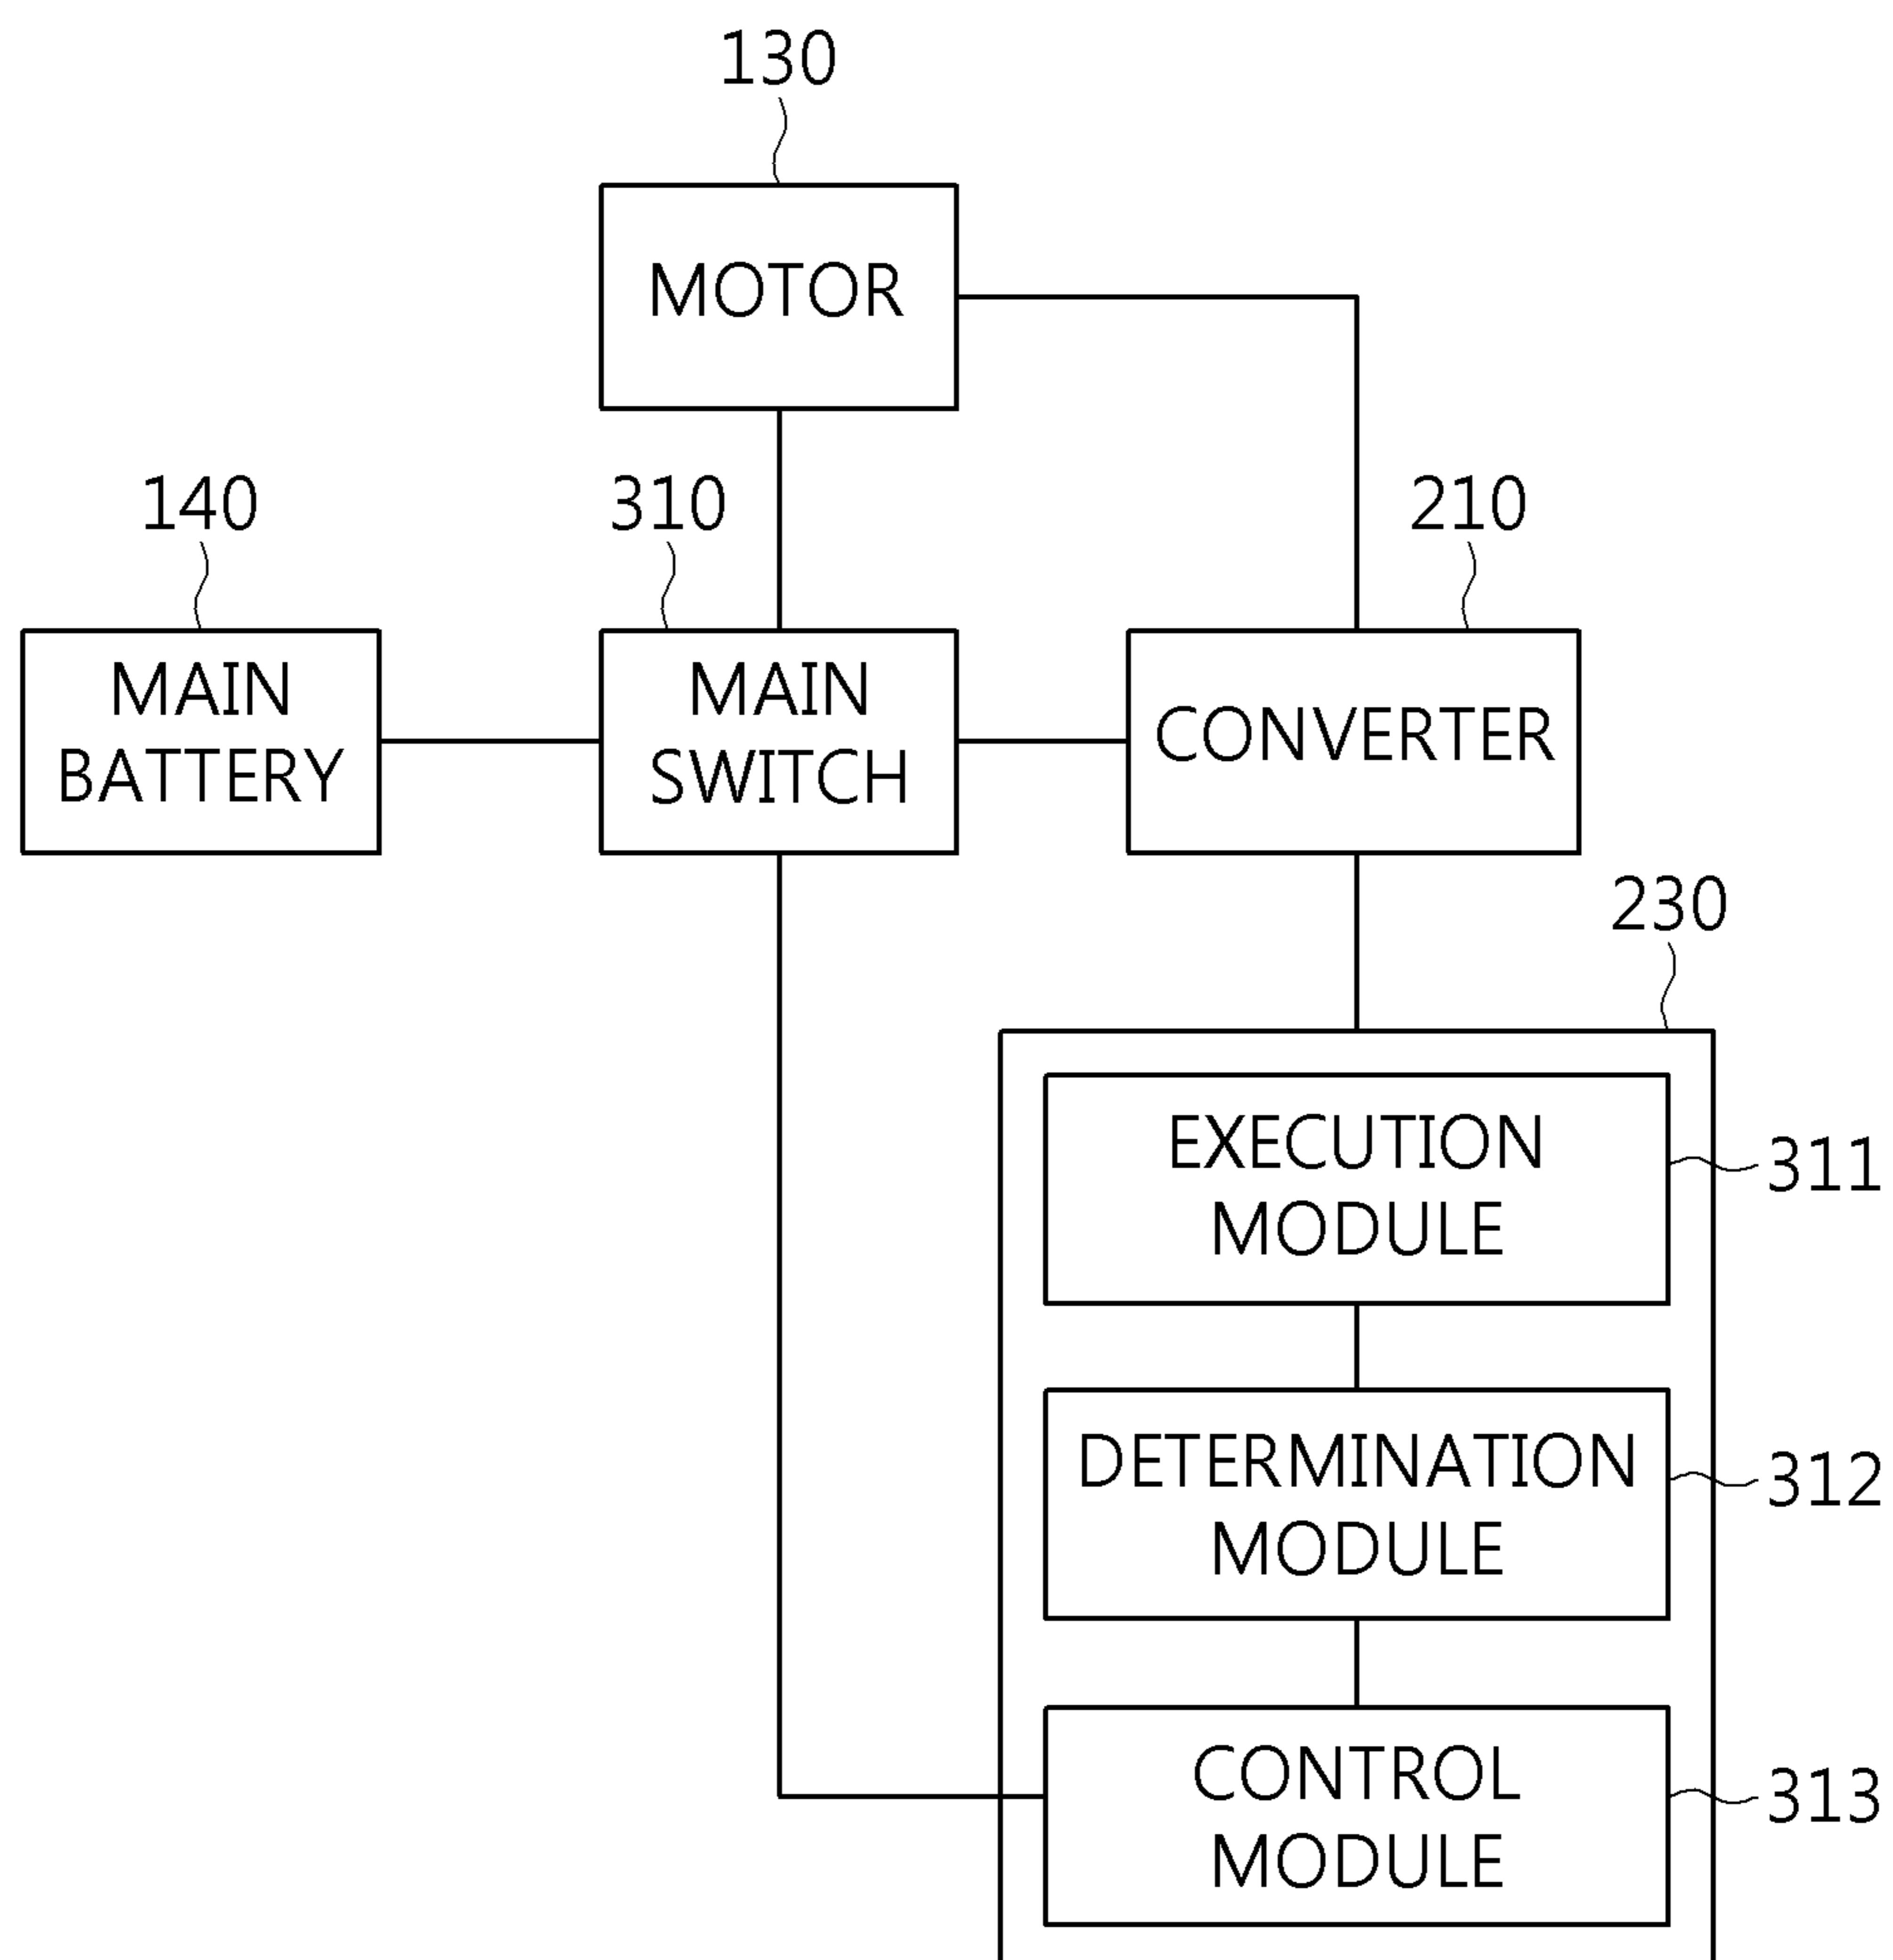 130
MOTOR
140
310
210
MAIN
BATTERY
MAIN
SWITCH
CONVERTER
230
EXECUTION
MODULE
311
DETERMINATION
MODULE
312
CONTROL
MODULE
313